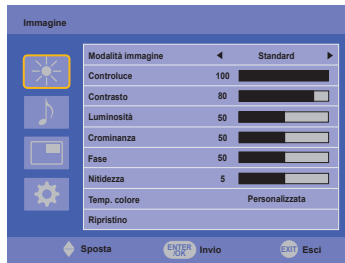 Immagine
Modalità immagine Standard
Controluce 100
Contrasto 80
Luminosità 50
Crominanza 50
Fase 50
Nitidezza 5
Temp. colore Personalizzata
Ripristino
Sposta ENTER/OK Invio EXIT Esci